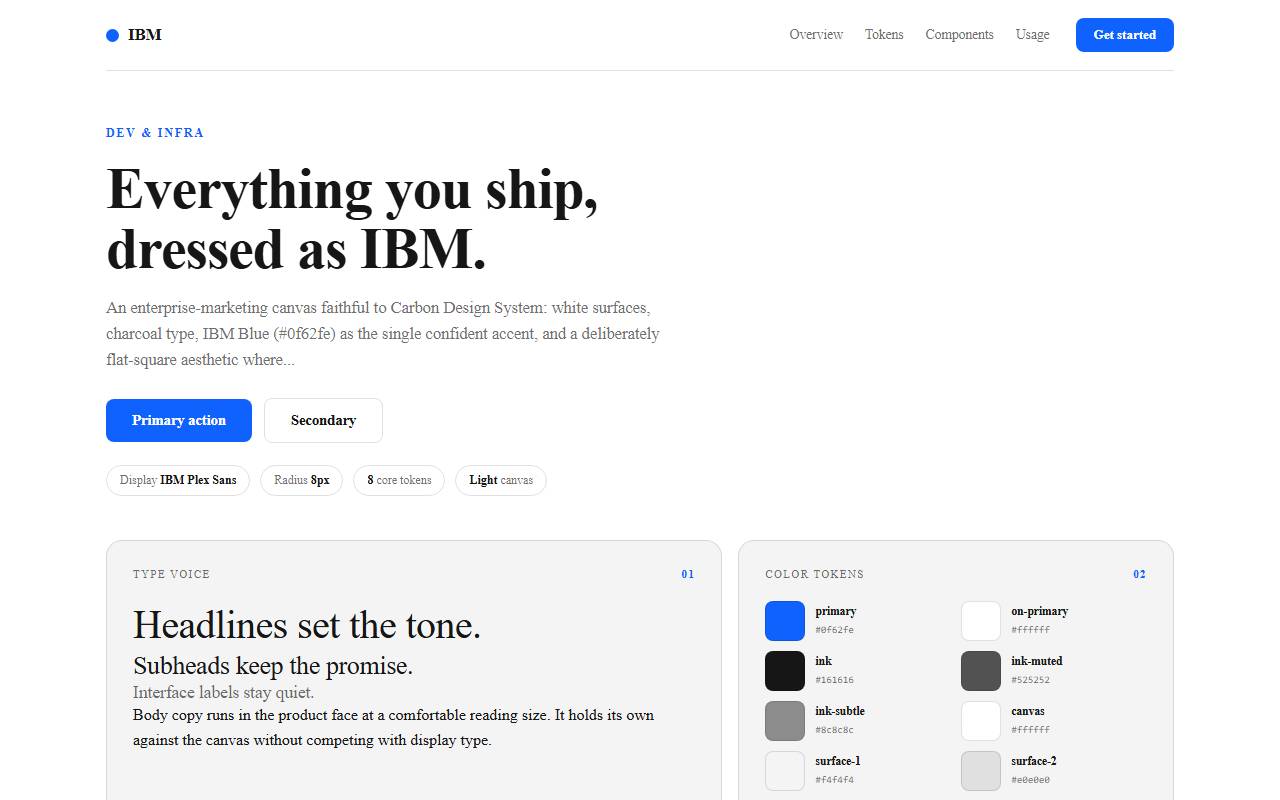 IBM
Overview
Tokens
Components
Usage
Get started
DEV & INFRA
Everything you ship,
dressed as IBM.
An enterprise-marketing canvas faithful to Carbon Design System: white surfaces,
charcoal type, IBM Blue (#0f62fe) as the single confident accent, and a deliberately
flat-square aesthetic where...
Primary action
Secondary
Display IBM Plex Sans
Radius 8px
8 core tokens
Light canvas
TYPE VOICE
01
Headlines set the tone.
Subheads keep the promise.
Interface labels stay quiet.
Body copy runs in the product face at a comfortable reading size. It holds its own
against the canvas without competing with display type.
COLOR TOKENS
02
primary
#0f62fe
on-primary
#ffffff
ink
#161616
ink-muted
#525252
ink-subtle
#8c8c8c
canvas
#ffffff
surface-1
#f4f4f4
surface-2
#e0e0e0